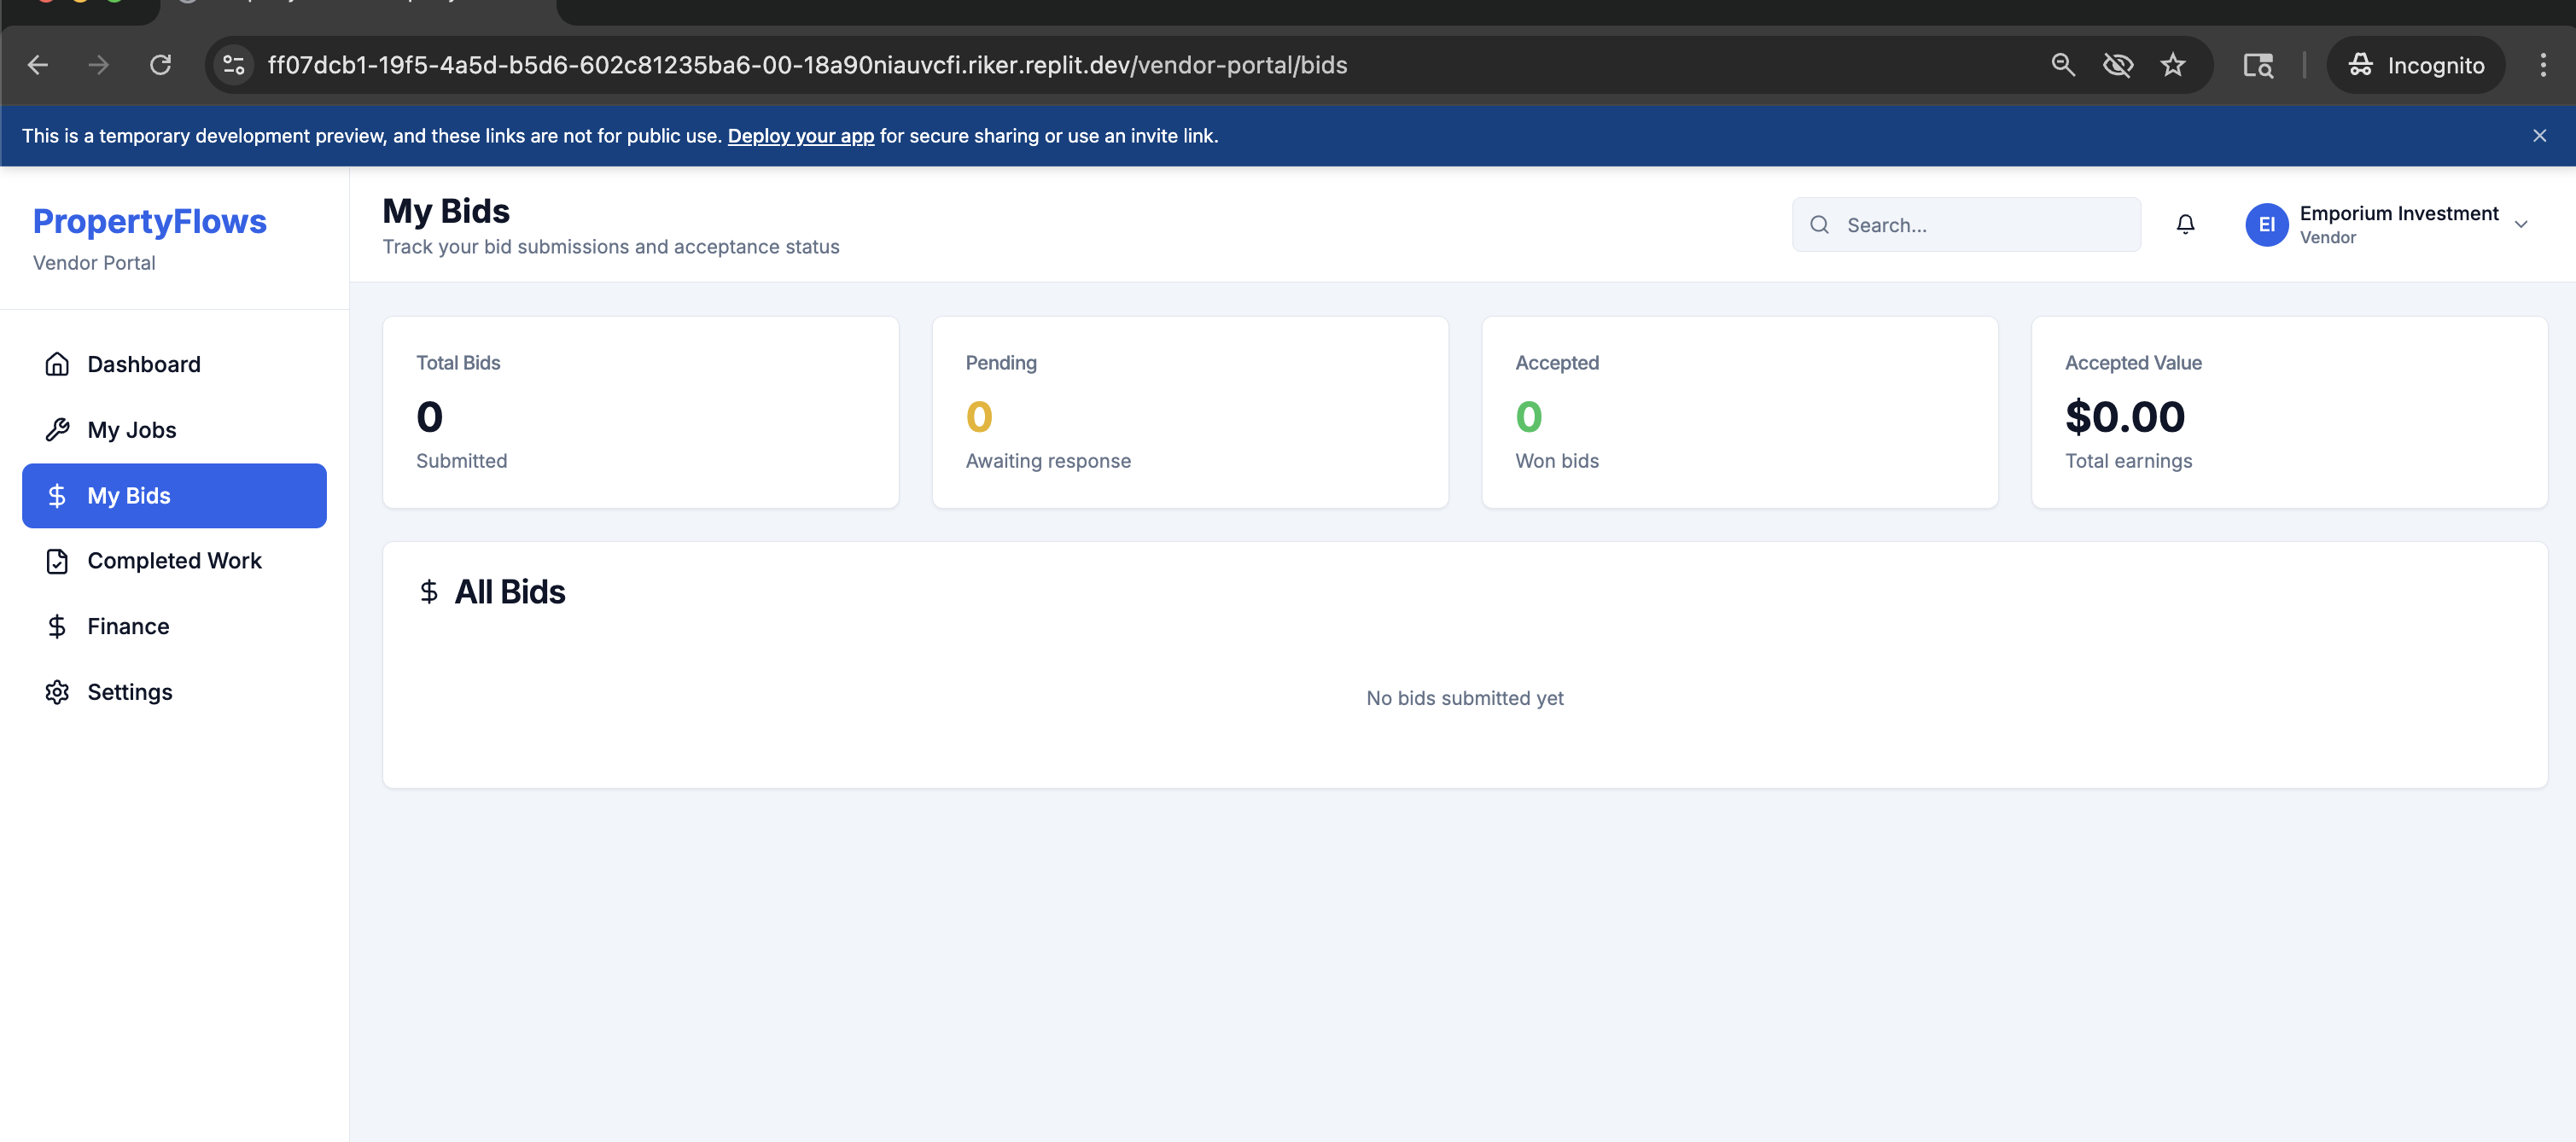 ff07dcb1-19f5-4a5d-b5d6-602c81235ba6-00-18a90niauvcfi.riker.replit.dev/vendor-portal/bids
Incognito
This is a temporary development preview, and these links are not for public use. Deploy your app for secure sharing or use an invite link.
PropertyFlows
Vendor Portal
Dashboard
My Jobs
My Bids
Completed Work
Finance
Settings
My Bids
Track your bid submissions and acceptance status
Search...
EI
Emporium Investment
Vendor
Total Bids
0
Submitted
Pending
0
Awaiting response
Accepted
0
Won bids
Accepted Value
$0.00
Total earnings
All Bids
No bids submitted yet